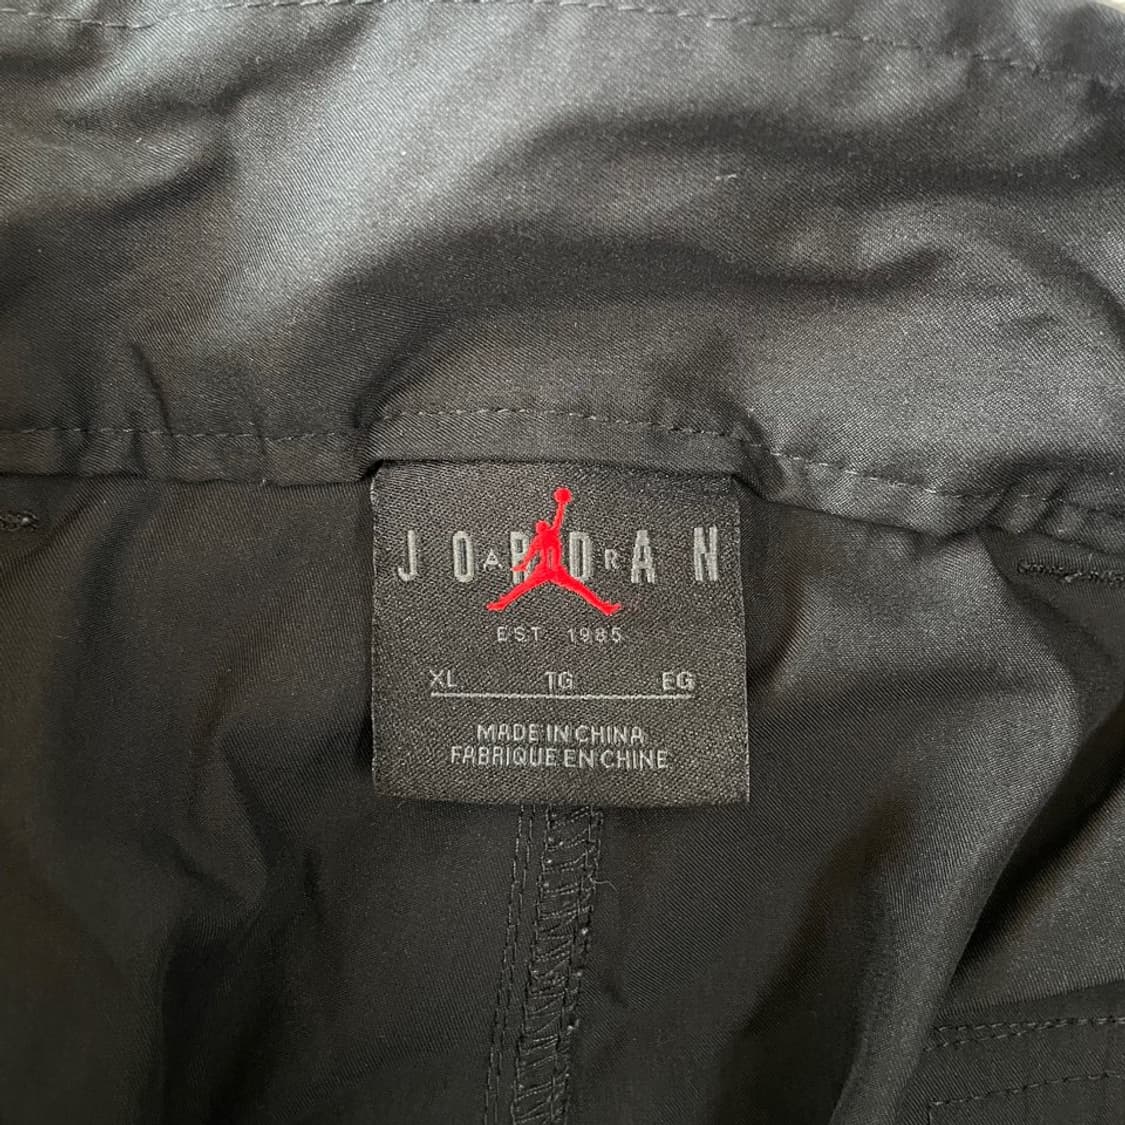 JORDAN
AIR
EST. 1985
XL TG EG
MADE IN CHINA
FABRIQUE EN CHINE